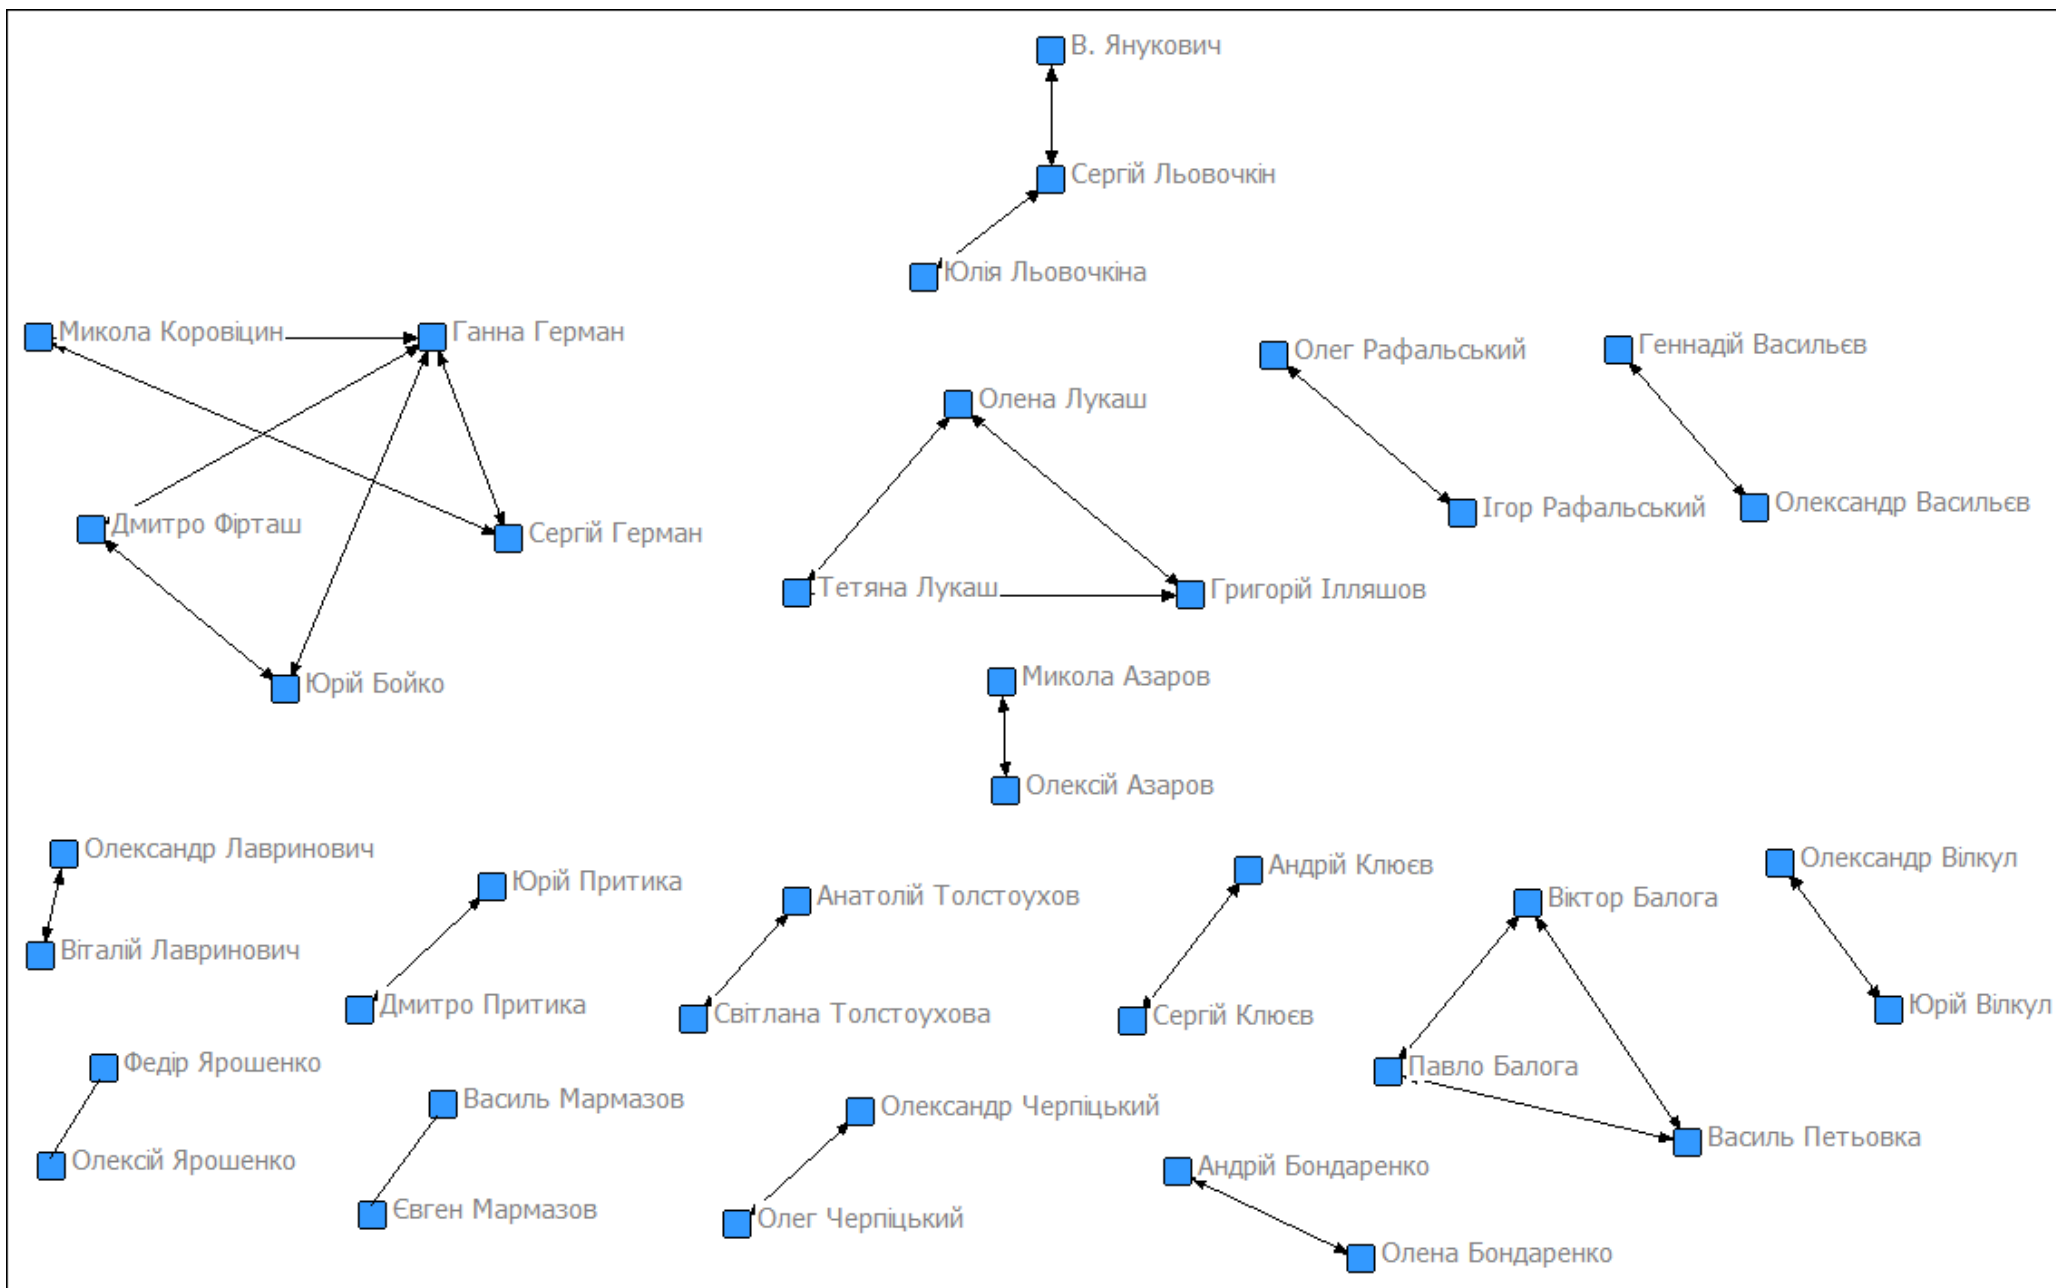 В. Янукович
Сергій Льовочкін
Юлія Льовочкіна
Микола Коровіцин
Ганна Герман
Олег Рафальський
Геннадій Васильєв
Олена Лукаш
Дмитро Фірташ
Сергій Герман
Ігор Рафальський
Олександр Васильєв
Тетяна Лукаш
Григорій Ілляшов
Юрій Бойко
Микола Азаров
Олексій Азаров
Олександр Лавринович
Юрій Притика
Анатолій Толстоухов
Андрій Клюєв
Віктор Балога
Олександр Вілкул
Віталій Лавринович
Дмитро Притика
Світлана Толстоухова
Сергій Клюєв
Юрій Вілкул
Федір Ярошенко
Павло Балога
Василь Мармазов
Олександр Черпіцький
Василь Петьовка
Олексій Ярошенко
Андрій Бондаренко
Євген Мармазов
Олег Черпіцький
Олена Бондаренко